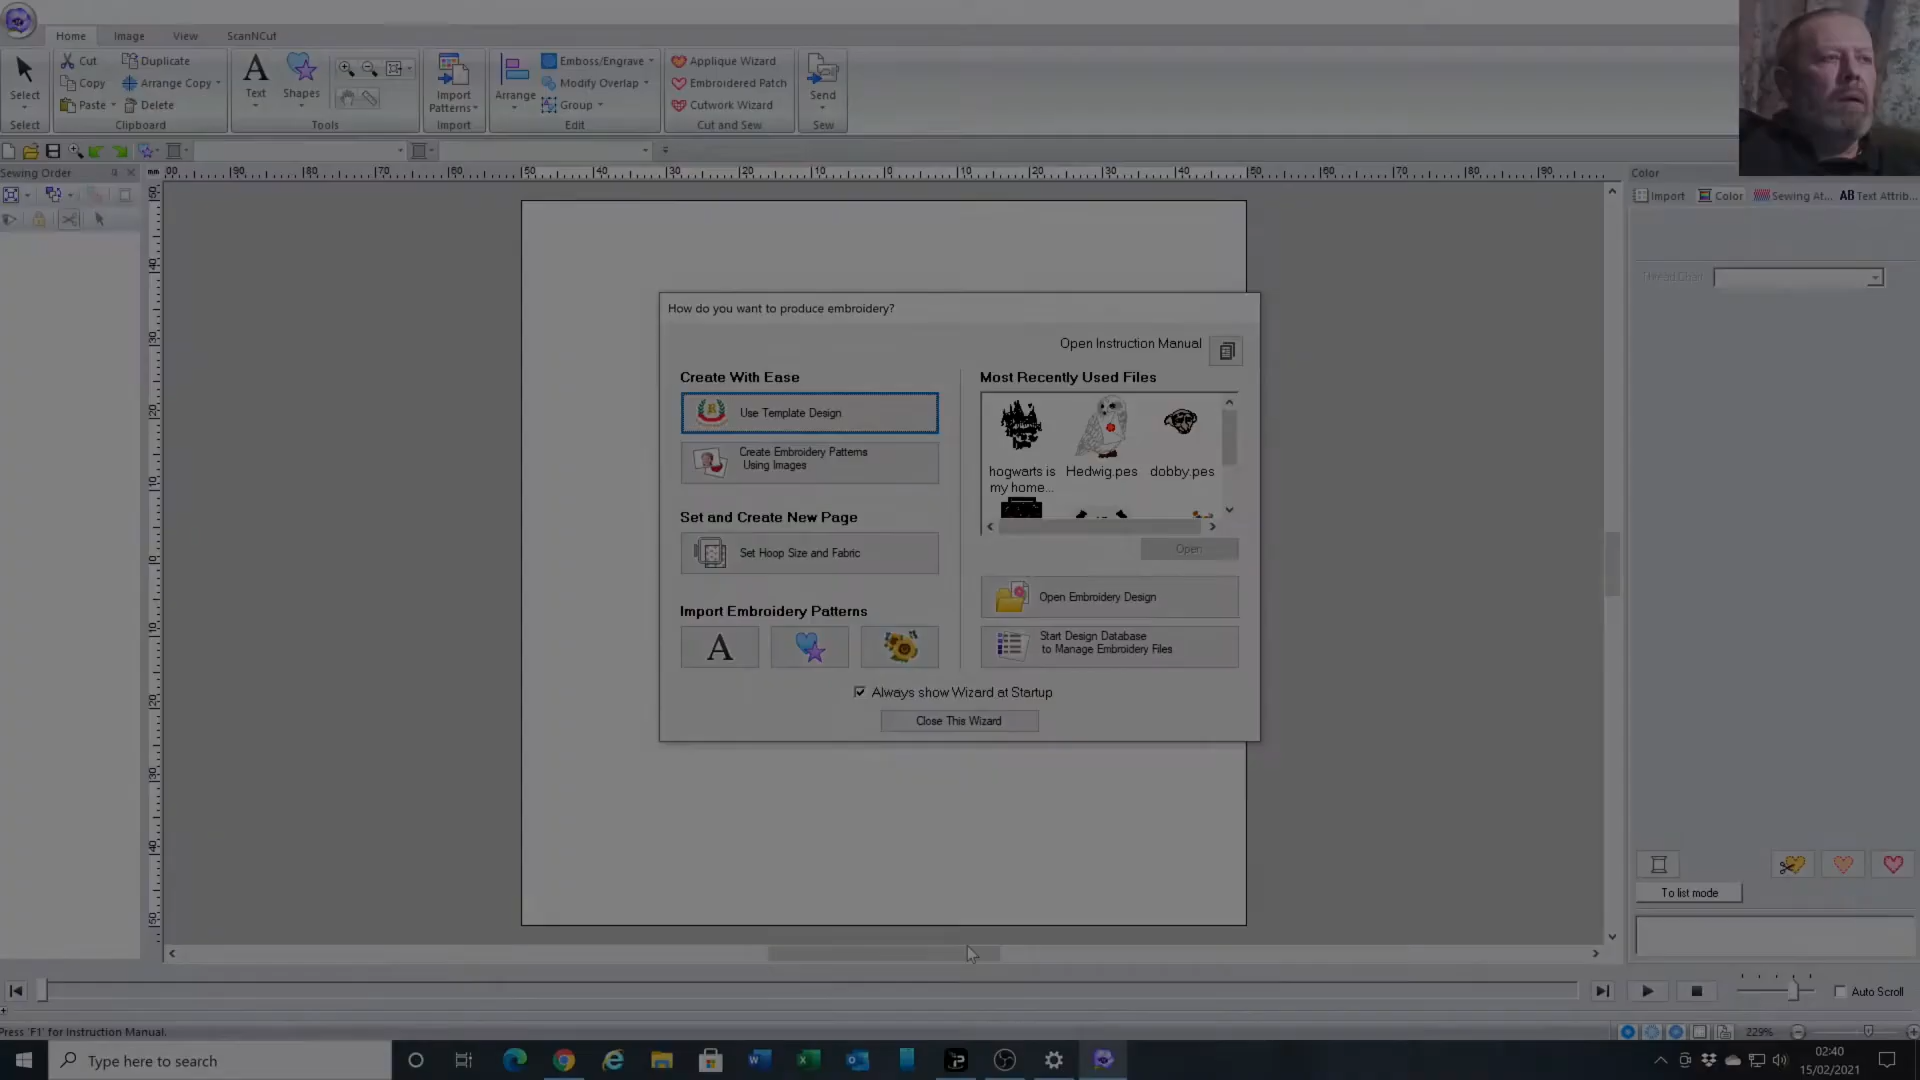 Home Image View ScanNCut
Cut Duplicate Emboss/Engrave Applique Wizard
Copy Arrange Copy Modify Overlap Embroidered Patch
Select Paste Delete Text Shapes Import Patterns Arrange Group Cutwork Wizard Send
Select Clipboard Tools Import Edit Cut and Sew Sew
Sewing Order
Color
Import Color Sewing At... AB Text Attrib...
Thread Chart
mm
How do you want to produce embroidery?
Open Instruction Manual
Create With Ease
Use Template Design
Create Embroidery Patterns
Using Images
Set and Create New Page
Set Hoop Size and Fabric
Import Embroidery Patterns
A
Most Recently Used Files
hogwarts is Hedwig.pes dobby.pes
my home...
Open
Open Embroidery Design
Start Design Database
to Manage Embroidery Files
Always show Wizard at Startup
Close This Wizard
To list mode
Auto Scroll
Press 'F1' for Instruction Manual.
229%
Type here to search
02:40
15/02/2021